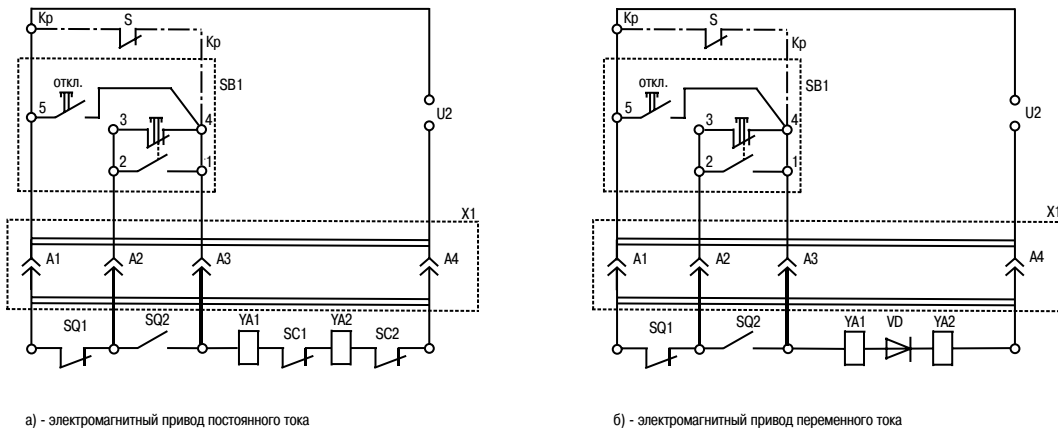 Кр
S
Кр
SB1
откл.
5
3
4
2
1
U2
X1
A1
A2
A3
A4
SQ1
SQ2
YA1
SC1
YA2
SC2
а) - электромагнитный привод постоянного тока
Кр
S
Кр
SB1
откл.
5
3
4
2
1
U2
X1
A1
A2
A3
A4
SQ1
SQ2
YA1
VD
YA2
б) - электромагнитный привод переменного тока